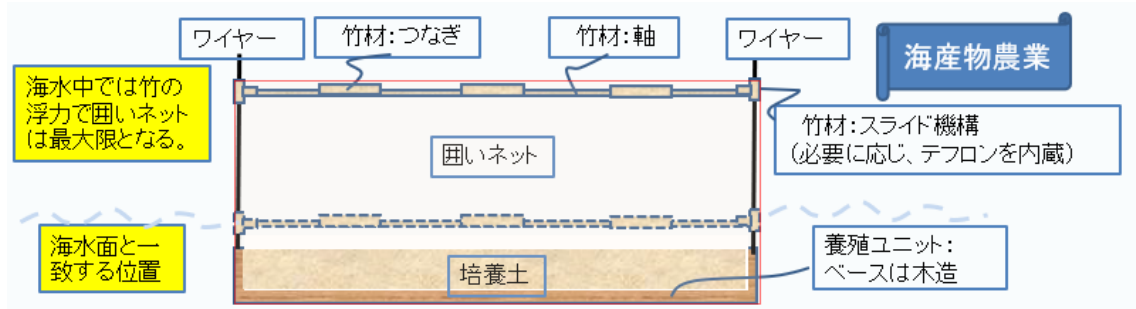 ワイヤー
竹材:つなぎ
竹材:軸
ワイヤー
海産物農業
海水中では竹の
浮力で囲いネット
は最大限となる。
竹材:スライド機構
(必要に応じ、テフロンを内蔵)
囲いネット
海水面と一
致する位置
培養土
養殖ユニット:
ベースは木造